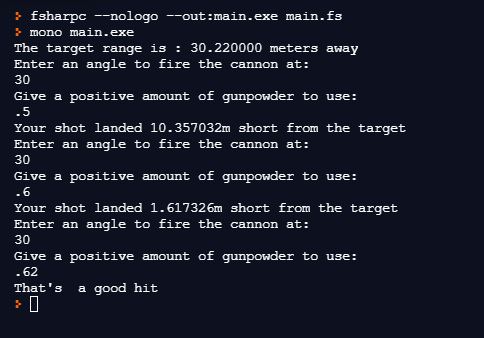 > fsharpc --nologo --out:main.exe main.fs
> mono main.exe
The target range is : 30.220000 meters away
Enter an angle to fire the cannon at:
30
Give a positive amount of gunpowder to use:
.5
Your shot landed 10.357032m short from the target
Enter an angle to fire the cannon at:
30
Give a positive amount of gunpowder to use:
.6
Your shot landed 1.617326m short from the target
Enter an angle to fire the cannon at:
30
Give a positive amount of gunpowder to use:
.62
That's  a good hit
>